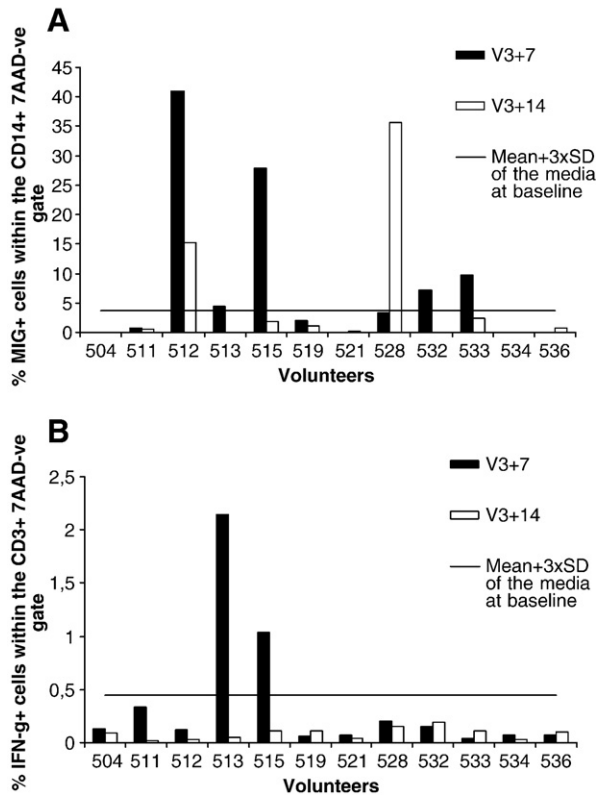 A
% MIG+ cells within the CD14+ 7AAD-ve
gate
45
40
35
30
25
20
15
10
5
0
504 511 512 513 515 519 521 528 532 533 534 536
Volunteers
V3+7
V3+14
Mean+3xSD
of the media
at baseline
B
% IFN-g+ cells within the CD3+ 7AAD-ve
gate
2,5
2
1,5
1
0,5
0
504 511 512 513 515 519 521 528 532 533 534 536
Volunteers
V3+7
V3+14
Mean+3xSD
of the media
at baseline